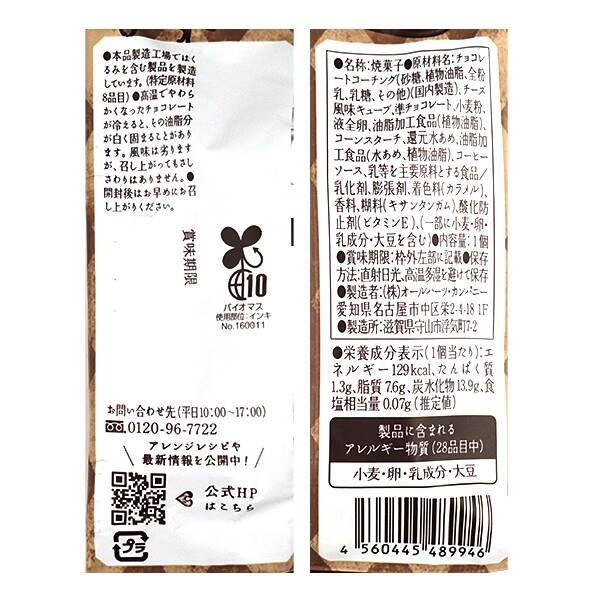 ●本品製造工場ではく
るみを含む製品を製造
しています。(特定原材料
8品目)●高温でやわら
かくなったチョコレート
が冷えると、その油脂分
が白く固まることがあり
ます。風味は劣ります
が、召し上がってもさし
さわりはありません。●
開封後はお早めにお召
し上がりください。
賞味期限
10
バイオマス
使用部位:インキ
No.160011
お問い合わせ先(平日10:00~17:00)
0120-96-7722
アレンジレシピや
最新情報を公開中!
公式HP
はこちら
プラ
●名称:焼菓子●原材料名:チョコレ
ートコーチング(砂糖、植物油脂、全粉
乳、乳糖、その他)(国内製造)、チーズ
風味キューブ、準チョコレート、小麦粉、
液全卵、油脂加工食品(植物油脂)、
コーンスターチ、還元水あめ、油脂加
工食品(水あめ、植物油脂)、コーヒー
ソース、乳等を主要原料とする食品/
乳化剤、膨張剤、着色料(カラメル)、
香料、糊料(キサンタンガム)、酸化防
止剤(ビタミンE)、(一部に小麦・卵・
乳成分・大豆を含む)●内容量:1個
●賞味期限:枠外左部に記載●保存
方法:直射日光、高温多湿を避けて保存
●製造者:(株)オールハーツ・カンパニー
愛知県名古屋市中区栄2-4-18 1F
●製造所:滋賀県守山市浮気町7-2
●栄養成分表示(1個当たり):エ
ネルギー129kcal、たんぱく質
1.3g、脂質7.6g、炭水化物13.9g、食
塩相当量0.07g(推定値)
製品に含まれる
アレルギー物質(28品目中)
小麦・卵・乳成分・大豆
4 560445 489946